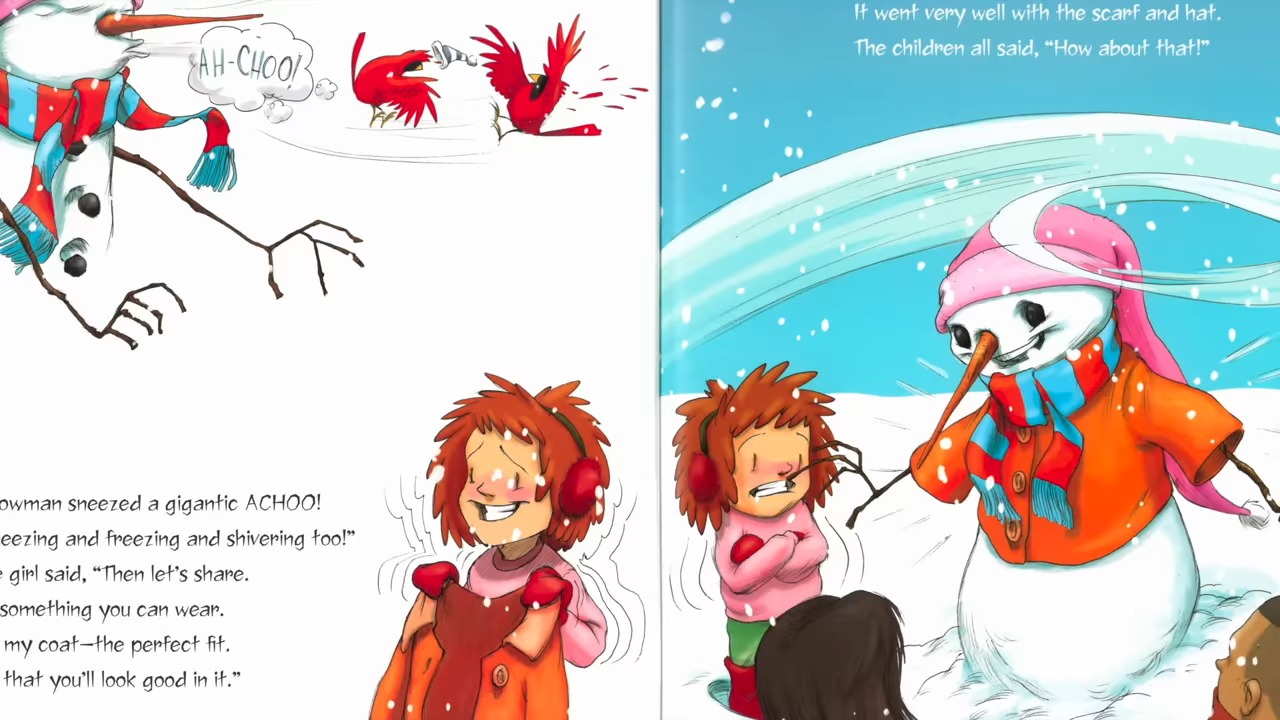 AH-CHOO!
owman sneezed a gigantic ACHOO!
eezing and freezing and shivering too!"
girl said, "Then let's share.
something you can wear.
my coat—the perfect fit.
that you'll look good in it."
It went very well with the scarf and hat.
The children all said, "How about that!"